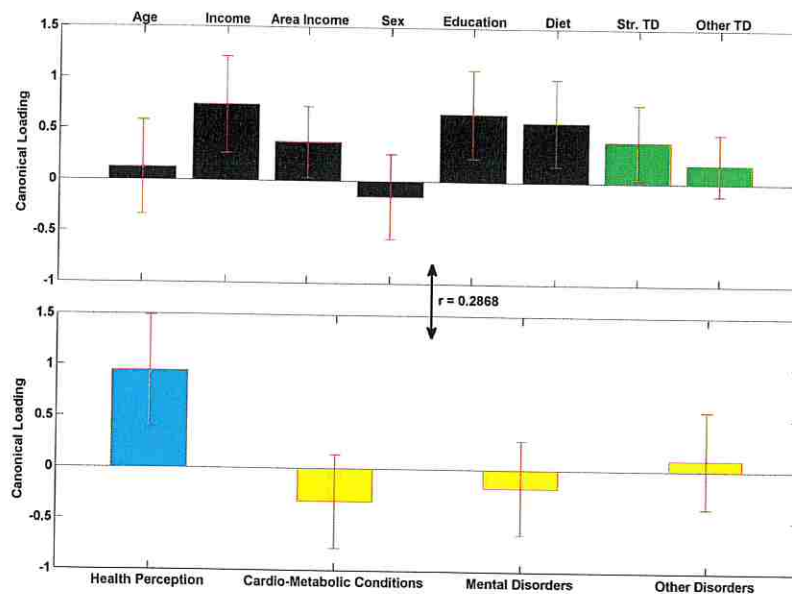 Age Income Area Income Sex Education Diet Str. TD Other TD
1.5
1
0.5
0
-0.5
-1
Canonical Loading
r = 0.2868
1.5
1
0.5
0
-0.5
-1
Canonical Loading
Health Perception Cardio-Metabolic Conditions Mental Disorders Other Disorders